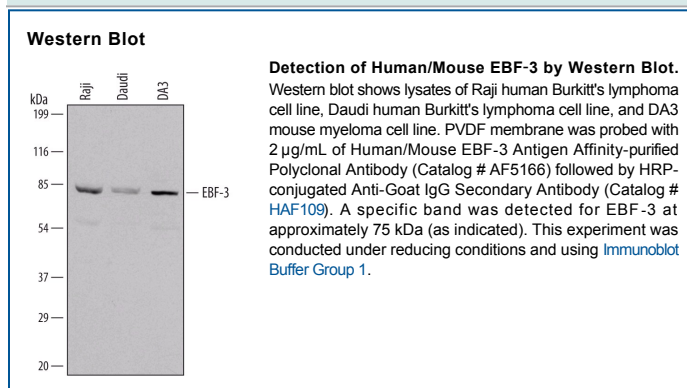 Western Blot
Raji
Daudi
DA3
kDa
199
116
85
54
37
29
20
EBF-3
Detection of Human/Mouse EBF-3 by Western Blot.
Western blot shows lysates of Raji human Burkitt's lymphoma
cell line, Daudi human Burkitt's lymphoma cell line, and DA3
mouse myeloma cell line. PVDF membrane was probed with
2 µg/mL of Human/Mouse EBF-3 Antigen Affinity-purified
Polyclonal Antibody (Catalog # AF5166) followed by HRP-
conjugated Anti-Goat IgG Secondary Antibody (Catalog #
HAF109). A specific band was detected for EBF-3 at
approximately 75 kDa (as indicated). This experiment was
conducted under reducing conditions and using Immunoblot
Buffer Group 1.